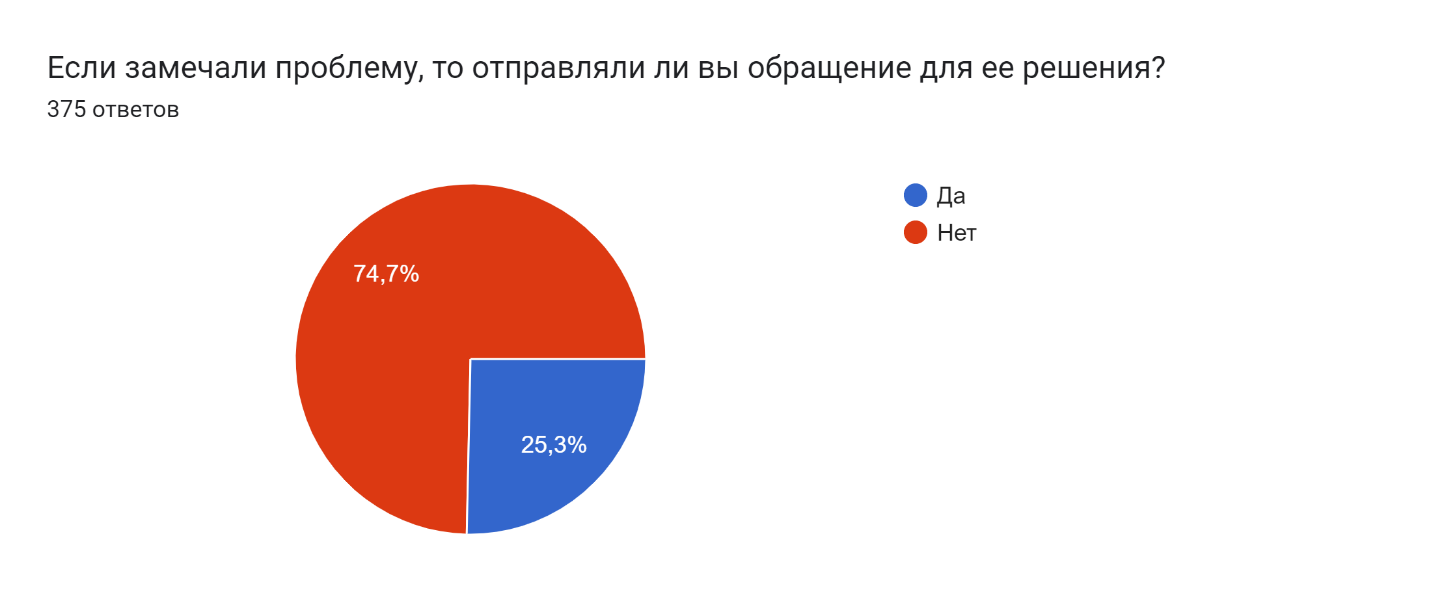 Если замечали проблему, то отправляли ли вы обращение для ее решения?
375 ответов
Да
Нет
74,7%
25,3%